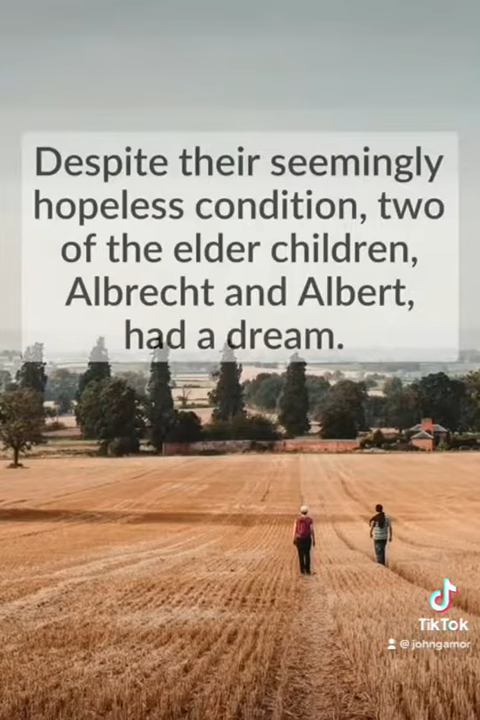 Despite their seemingly
hopeless condition, two
of the elder children,
Albrecht and Albert,
had a dream.
TikTok
@johngamor